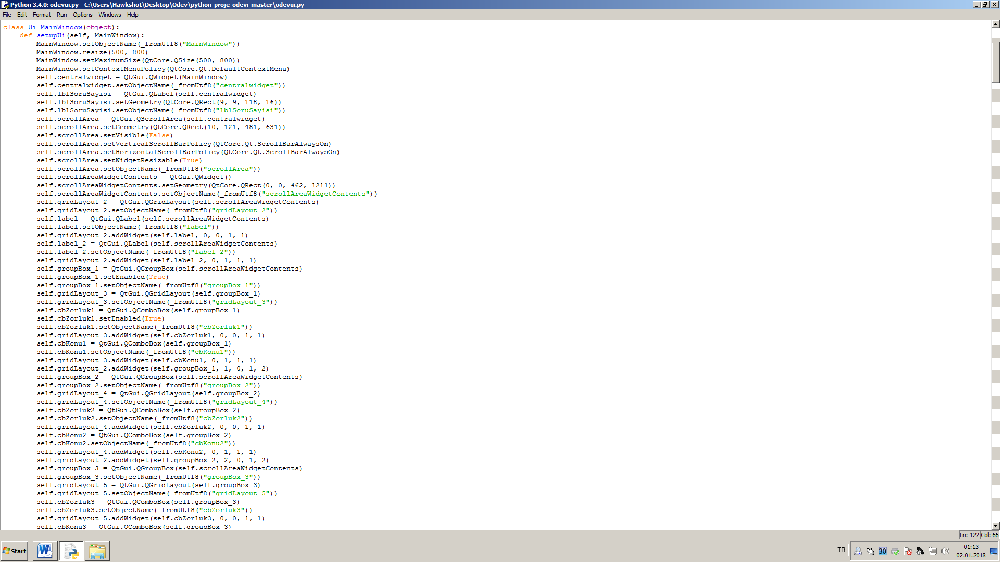 Python 3.4.0: odevui.py - C:\Users\Hawkshot\Desktop\Ödev\python-proje-odevi-master\odevui.py
File Edit Format Run Options Windows Help
class Ui_MainWindow(object):
    def setupUi(self, MainWindow):
        MainWindow.setObjectName(_fromUtf8("MainWindow"))
        MainWindow.resize(500, 800)
        MainWindow.setMaximumSize(QtCore.QSize(500, 800))
        MainWindow.setContextMenuPolicy(QtCore.Qt.DefaultContextMenu)
        self.centralwidget = QtGui.QWidget(MainWindow)
        self.centralwidget.setObjectName(_fromUtf8("centralwidget"))
        self.lblSoruSayisi = QtGui.QLabel(self.centralwidget)
        self.lblSoruSayisi.setGeometry(QtCore.QRect(9, 9, 118, 16))
        self.lblSoruSayisi.setObjectName(_fromUtf8("lblSoruSayisi"))
        self.scrollArea = QtGui.QScrollArea(self.centralwidget)
        self.scrollArea.setGeometry(QtCore.QRect(10, 121, 481, 631))
        self.scrollArea.setVisible(False)
        self.scrollArea.setVerticalScrollBarPolicy(QtCore.Qt.ScrollBarAlwaysOn)
        self.scrollArea.setHorizontalScrollBarPolicy(QtCore.Qt.ScrollBarAlwaysOn)
        self.scrollArea.setWidgetResizable(True)
        self.scrollArea.setObjectName(_fromUtf8("scrollArea"))
        self.scrollAreaWidgetContents = QtGui.QWidget()
        self.scrollAreaWidgetContents.setGeometry(QtCore.QRect(0, 0, 462, 1211))
        self.scrollAreaWidgetContents.setObjectName(_fromUtf8("scrollAreaWidgetContents"))
        self.gridLayout_2 = QtGui.QGridLayout(self.scrollAreaWidgetContents)
        self.gridLayout_2.setObjectName(_fromUtf8("gridLayout_2"))
        self.label = QtGui.QLabel(self.scrollAreaWidgetContents)
        self.label.setObjectName(_fromUtf8("label"))
        self.gridLayout_2.addWidget(self.label, 0, 0, 1, 1)
        self.label_2 = QtGui.QLabel(self.scrollAreaWidgetContents)
        self.label_2.setObjectName(_fromUtf8("label_2"))
        self.gridLayout_2.addWidget(self.label_2, 0, 1, 1, 1)
        self.groupBox_1 = QtGui.QGroupBox(self.scrollAreaWidgetContents)
        self.groupBox_1.setEnabled(True)
        self.groupBox_1.setObjectName(_fromUtf8("groupBox_1"))
        self.gridLayout_3 = QtGui.QGridLayout(self.groupBox_1)
        self.gridLayout_3.setObjectName(_fromUtf8("gridLayout_3"))
        self.cbZorluk1 = QtGui.QComboBox(self.groupBox_1)
        self.cbZorluk1.setEnabled(True)
        self.cbZorluk1.setObjectName(_fromUtf8("cbZorluk1"))
        self.gridLayout_3.addWidget(self.cbZorluk1, 0, 0, 1, 1)
        self.cbKonu1 = QtGui.QComboBox(self.groupBox_1)
        self.cbKonu1.setObjectName(_fromUtf8("cbKonu1"))
        self.gridLayout_3.addWidget(self.cbKonu1, 0, 1, 1, 1)
        self.gridLayout_2.addWidget(self.groupBox_1, 1, 0, 1, 2)
        self.groupBox_2 = QtGui.QGroupBox(self.scrollAreaWidgetContents)
        self.groupBox_2.setObjectName(_fromUtf8("groupBox_2"))
        self.gridLayout_4 = QtGui.QGridLayout(self.groupBox_2)
        self.gridLayout_4.setObjectName(_fromUtf8("gridLayout_4"))
        self.cbZorluk2 = QtGui.QComboBox(self.groupBox_2)
        self.cbZorluk2.setObjectName(_fromUtf8("cbZorluk2"))
        self.gridLayout_4.addWidget(self.cbZorluk2, 0, 0, 1, 1)
        self.cbKonu2 = QtGui.QComboBox(self.groupBox_2)
        self.cbKonu2.setObjectName(_fromUtf8("cbKonu2"))
        self.gridLayout_4.addWidget(self.cbKonu2, 0, 1, 1, 1)
        self.gridLayout_2.addWidget(self.groupBox_2, 2, 0, 1, 2)
        self.groupBox_3 = QtGui.QGroupBox(self.scrollAreaWidgetContents)
        self.groupBox_3.setObjectName(_fromUtf8("groupBox_3"))
        self.gridLayout_5 = QtGui.QGridLayout(self.groupBox_3)
        self.gridLayout_5.setObjectName(_fromUtf8("gridLayout_5"))
        self.cbZorluk3 = QtGui.QComboBox(self.groupBox_3)
        self.cbZorluk3.setObjectName(_fromUtf8("cbZorluk3"))
        self.gridLayout_5.addWidget(self.cbZorluk3, 0, 0, 1, 1)
        self.cbKonu3 = QtGui.QComboBox(self.groupBox_3)
Ln: 122 Col: 66
Start
TR
30
01:13
02.01.2018